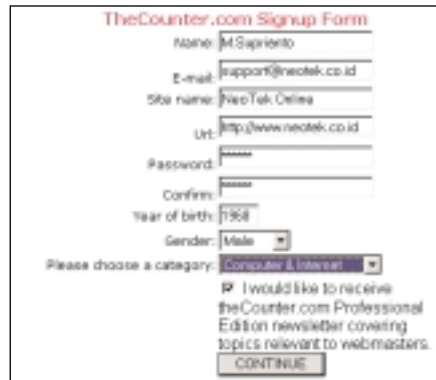 TheCounter.com Signup Form
Name: M.Sapriento
E-mail: support@neotek.co.id
Site name: NeoTek Online
Url: http://www.neotek.co.id
Password: ******
Confirm: ******
Year of birth: 1968
Gender: Male
Please choose a category: Computer & Internet
I would like to receive
theCounter.com Professional
Edition newsletter covering
topics relevant to webmasters.
CONTINUE